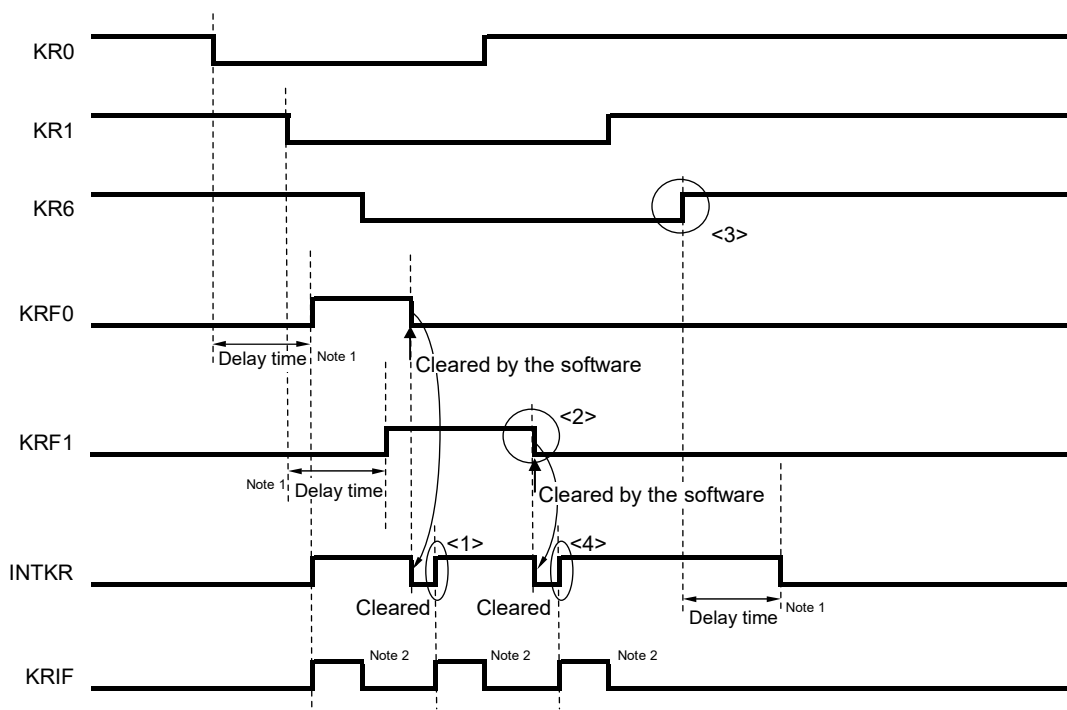 KR0
KR1
KR6
<3>
KRF0
Delay time Note 1
Cleared by the software
<2>
KRF1
Note 1 Delay time
Cleared by the software
<1>
<4>
INTKR
Cleared
Cleared
Delay time Note 1
Note 2
Note 2
Note 2
KRIF